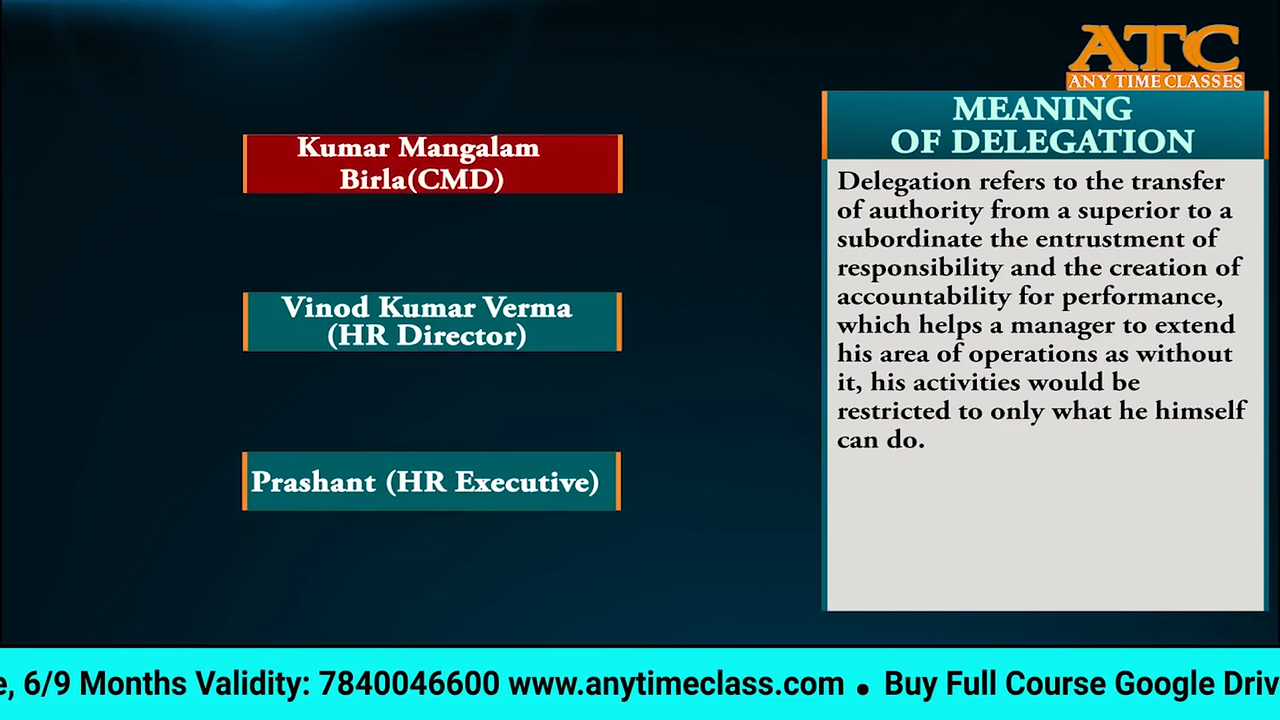 ATC
ANY TIME CLASSES
Kumar Mangalam
Birla(CMD)
Vinod Kumar Verma
(HR Director)
Prashant (HR Executive)
MEANING
OF DELEGATION
Delegation refers to the transfer
of authority from a superior to a
subordinate the entrustment of
responsibility and the creation of
accountability for performance,
which helps a manager to extend
his area of operations as without
it, his activities would be
restricted to only what he himself
can do.
e, 6/9 Months Validity: 7840046600 www.anytimeclass.com • Buy Full Course Google Driv